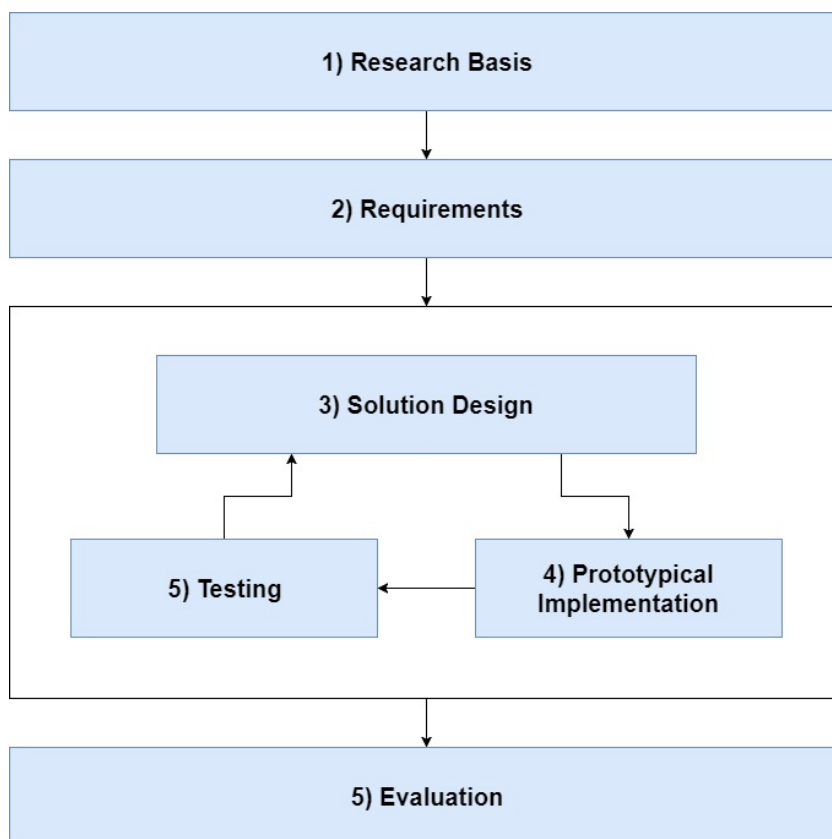 1) Research Basis
2) Requirements
3) Solution Design
5) Testing
4) Prototypical
Implementation
5) Evaluation